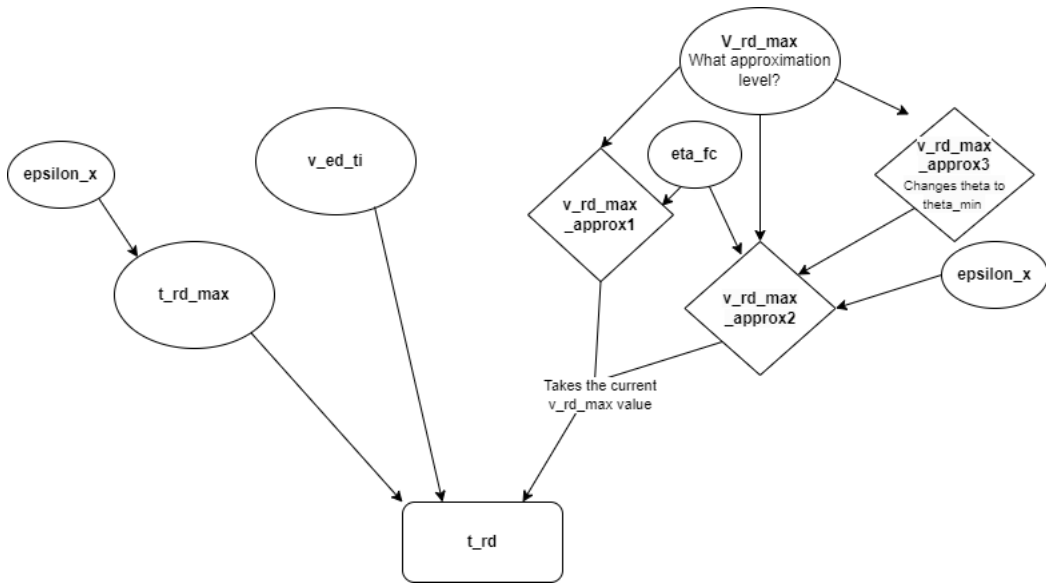 V_rd_max
What approximation
level?
epsilon_x
v_ed_ti
eta_fc
v_rd_max
_approx3
Changes theta to
theta_min
v_rd_max
_approx1
t_rd_max
epsilon_x
v_rd_max
_approx2
Takes the current
v_rd_max value
t_rd